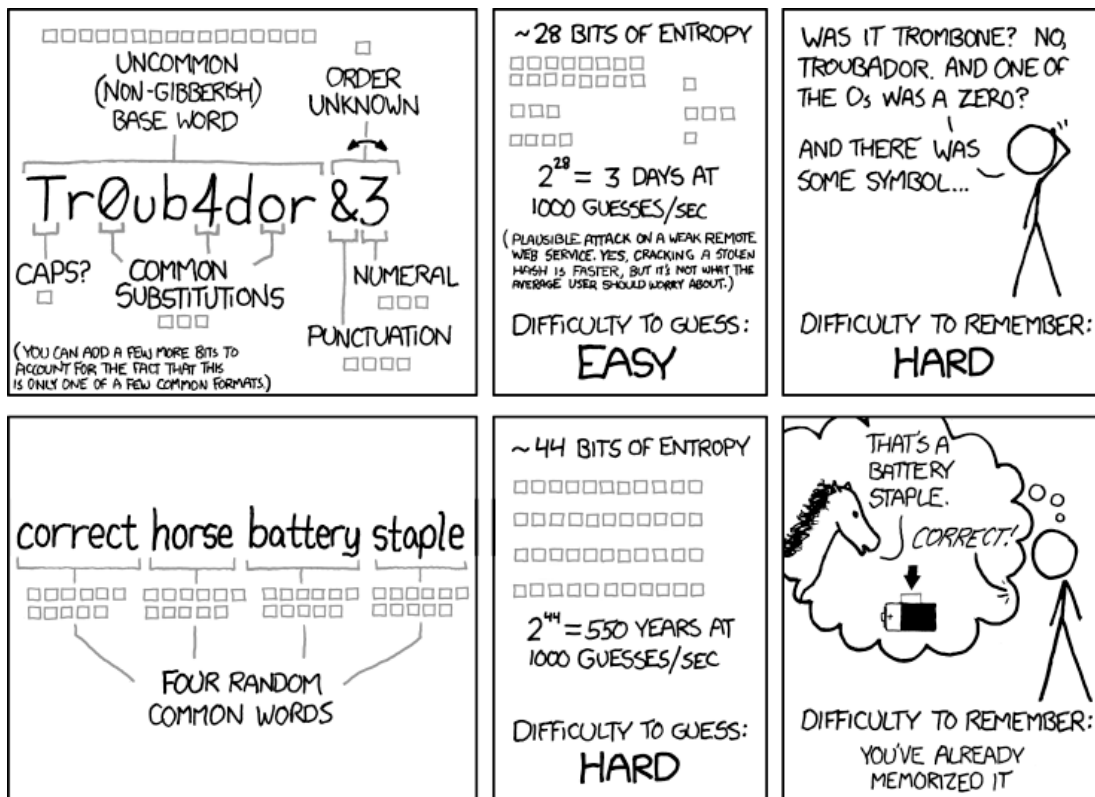 UNCOMMON
(NON-GIBBERISH)
BASE WORD
ORDER
UNKNOWN
Tr0ub4dor &3
CAPS?
COMMON
SUBSTITUTIONS
NUMERAL
PUNCTUATION
(YOU CAN ADD A FEW MORE BITS TO
ACCOUNT FOR THE FACT THAT THIS
IS ONLY ONE OF A FEW COMMON FORMATS.)
~28 BITS OF ENTROPY
2²⁸ = 3 DAYS AT
1000 GUESSES/SEC
(PLAUSIBLE ATTACK ON A WEAK REMOTE
WEB SERVICE. YES, CRACKING A STOLEN
HASH IS FASTER, BUT IT'S NOT WHAT THE
AVERAGE USER SHOULD WORRY ABOUT.)
DIFFICULTY TO GUESS:
EASY
WAS IT TROMBONE? NO,
TROUBADOR. AND ONE OF
THE Os WAS A ZERO?
AND THERE WAS
SOME SYMBOL...
DIFFICULTY TO REMEMBER:
HARD
correct horse battery staple
FOUR RANDOM
COMMON WORDS
~44 BITS OF ENTROPY
2⁴⁴ = 550 YEARS AT
1000 GUESSES/SEC
DIFFICULTY TO GUESS:
HARD
THAT'S A
BATTERY
STAPLE.
CORRECT!
+
DIFFICULTY TO REMEMBER:
YOU'VE ALREADY
MEMORIZED IT